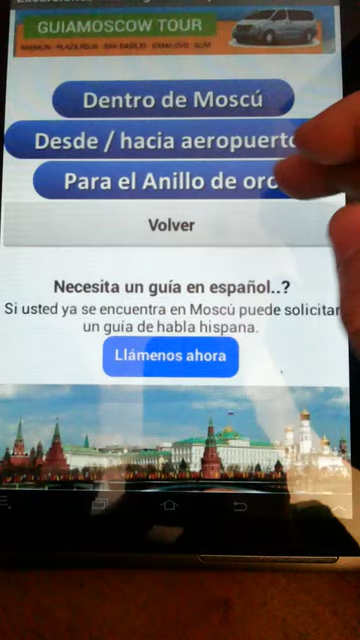 GUIAMOSCOW TOUR
Dentro de Moscú
Desde / hacia aeropuerto
Para el Anillo de oro
Volver
Necesita un guía en español..?
Si usted ya se encuentra en Moscú puede solicitar
un guía de habla hispana.
Llámenos ahora